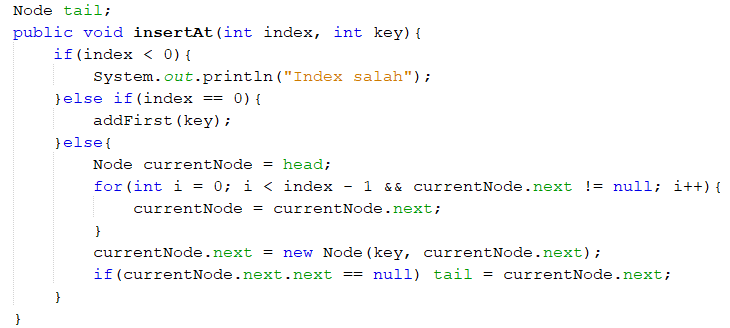 Node tail;
public void insertAt(int index, int key){
if(index < 0){
System.out.println("Index salah");
}else if(index == 0){
addFirst(key);
}else{
Node currentNode = head;
for(int i = 0; i < index - 1 && currentNode.next != null; i++){
currentNode = currentNode.next;
}
currentNode.next = new Node(key, currentNode.next);
if(currentNode.next.next == null) tail = currentNode.next;
}
}